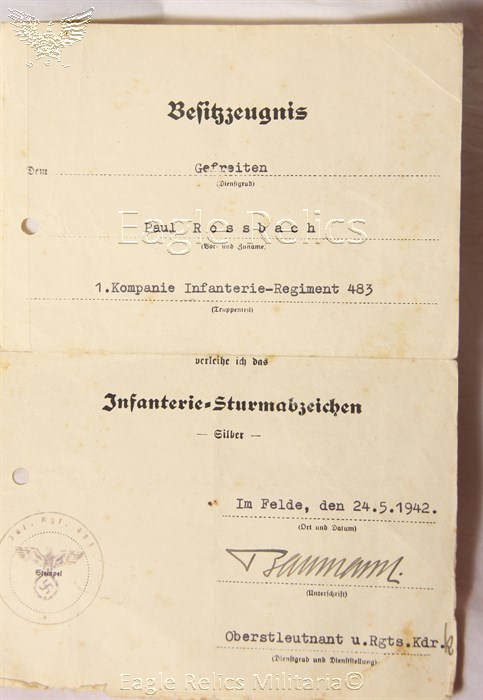 Besitzzeugnis
Dem Gefreiten
(Dienstgrad)
Paul Rossbach
Eagle Relics
(Vor- und Zuname)
1.Kompanie Infanterie-Regiment 483
(Truppenteil)
verleihe ich das
Infanterie-Sturmabzeichen
— Silber —
Im Felde, den 24.5.1942.
(Ort und Datum)
Baumann
(Unterschrift)
Stempel
Oberstleutnant u.Rgts.Kdr.
(Dienstgrad und Dienststellung)
Eagle Relics Militaria©